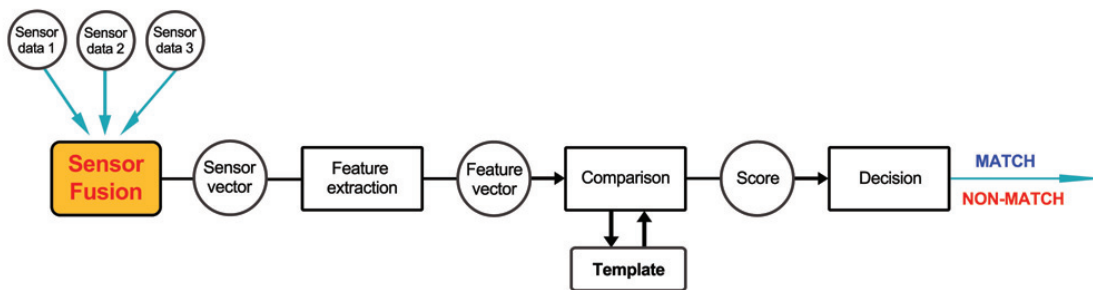 Sensor
data 1
Sensor
data 2
Sensor
data 3
Sensor
Fusion
Sensor
vector
Feature
extraction
Feature
vector
Comparison
Score
Decision
MATCH
NON-MATCH
Template